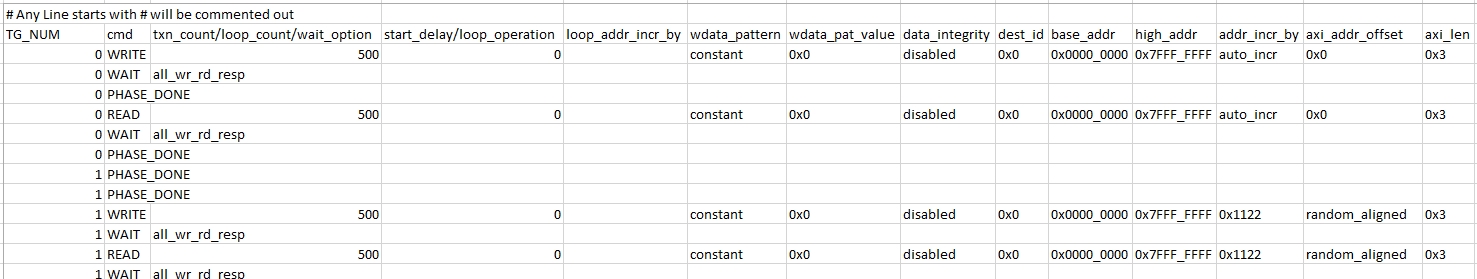 # Any Line starts with # will be commented out
TG_NUM cmd txn_count/loop_count/wait_option start_delay/loop_operation loop_addr_incr_by wdata_pattern wdata_pat_value data_integrity dest_id base_addr high_addr addr_incr_by axi_addr_offset axi_len
0 WRITE 500 0 constant 0x0 disabled 0x0 0x0000_0000 0x7FFF_FFFF auto_incr 0x0 0x3
0 WAIT all_wr_rd_resp
0 PHASE_DONE
0 READ 500 0 constant 0x0 disabled 0x0 0x0000_0000 0x7FFF_FFFF auto_incr 0x0 0x3
0 WAIT all_wr_rd_resp
0 PHASE_DONE
1 PHASE_DONE
1 PHASE_DONE
1 WRITE 500 0 constant 0x0 disabled 0x0 0x0000_0000 0x7FFF_FFFF 0x1122 random_aligned 0x3
1 WAIT all_wr_rd_resp
1 READ 500 0 constant 0x0 disabled 0x0 0x0000_0000 0x7FFF_FFFF 0x1122 random_aligned 0x3
1 WAIT all_wr_rd_resp